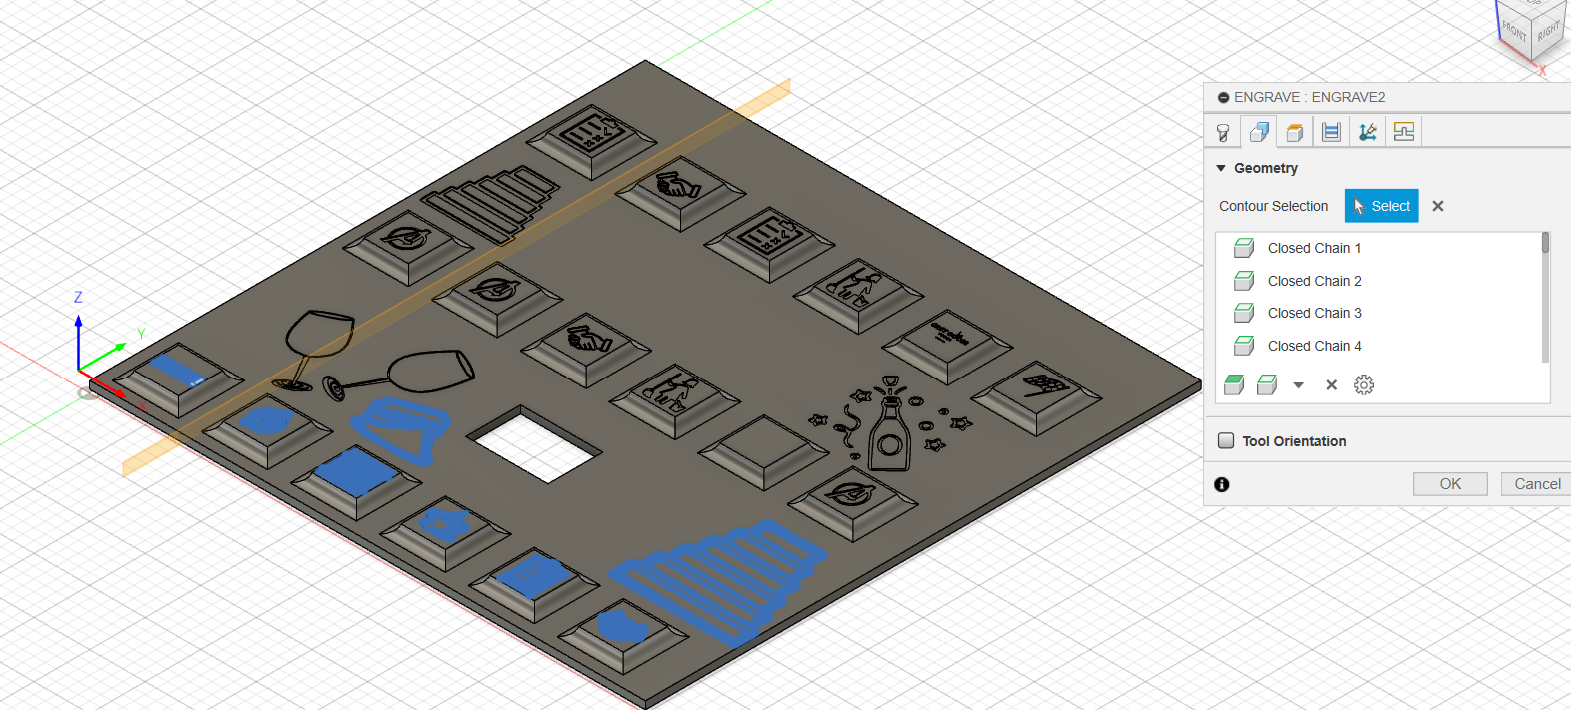 FRONT
RIGHT
X
ENGRAVE : ENGRAVE2
Geometry
Contour Selection
Select
Closed Chain 1
Closed Chain 2
Closed Chain 3
Closed Chain 4
Tool Orientation
OK
Cancel
Z
Y
X